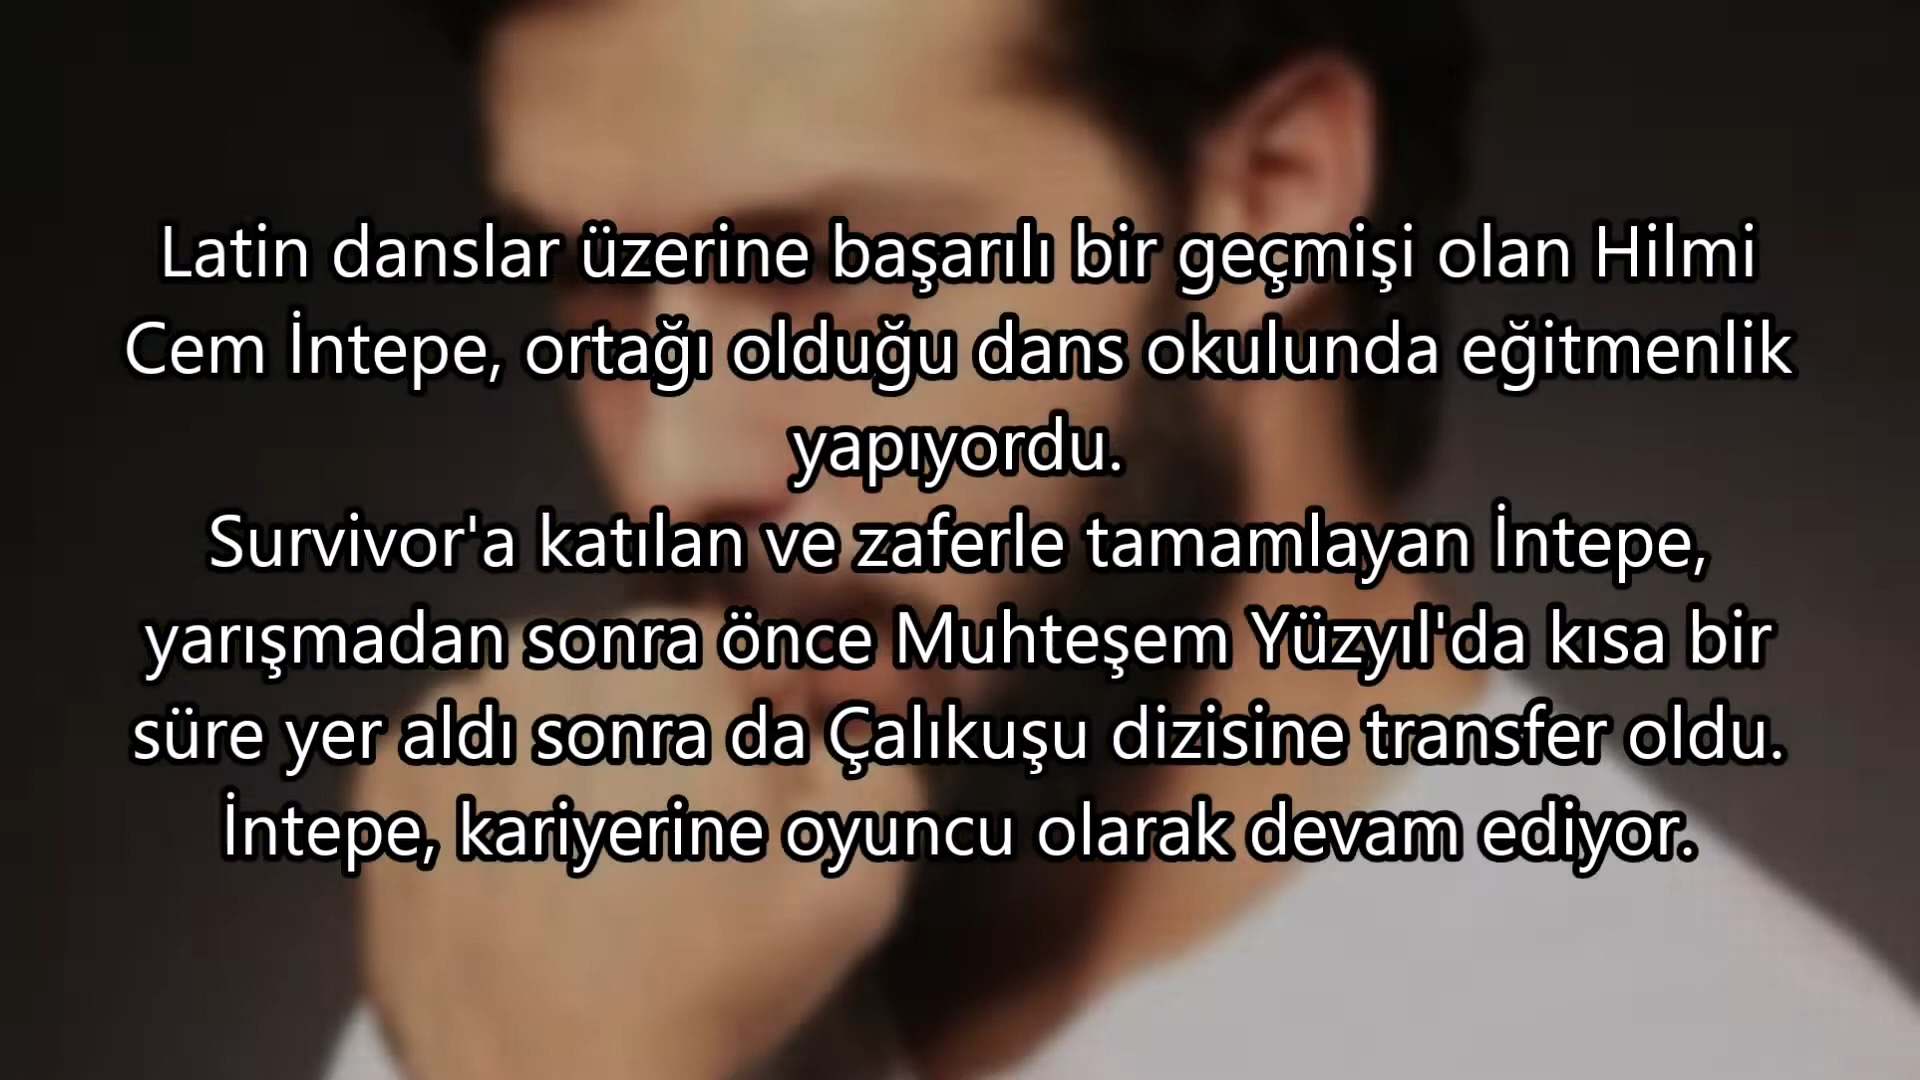 Latin danslar üzerine başarılı bir geçmişi olan Hilmi
Cem İntepe, ortağı olduğu dans okulunda eğitmenlik
yapıyordu.
Survivor'a katılan ve zaferle tamamlayan İntepe,
yarışmadan sonra önce Muhteşem Yüzyıl'da kısa bir
süre yer aldı sonra da Çalıkuşu dizisine transfer oldu.
İntepe, kariyerine oyuncu olarak devam ediyor.